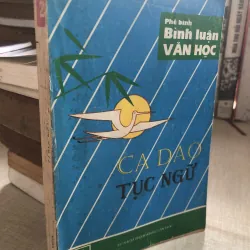 Phê bình
Bình luận
VĂN HỌC
CA DAO
TỤC NGỮ